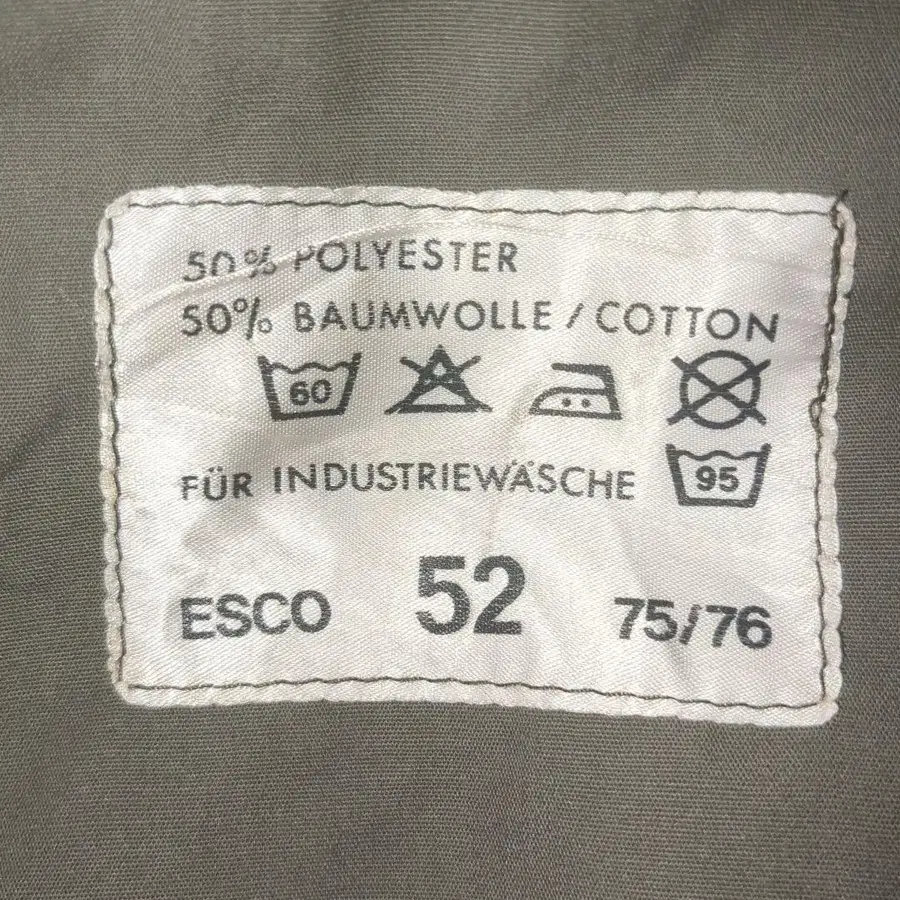 50% POLYESTER
50% BAUMWOLLE / COTTON
60
FÜR INDUSTRIEWÄSCHE 95
ESCO 52 75/76